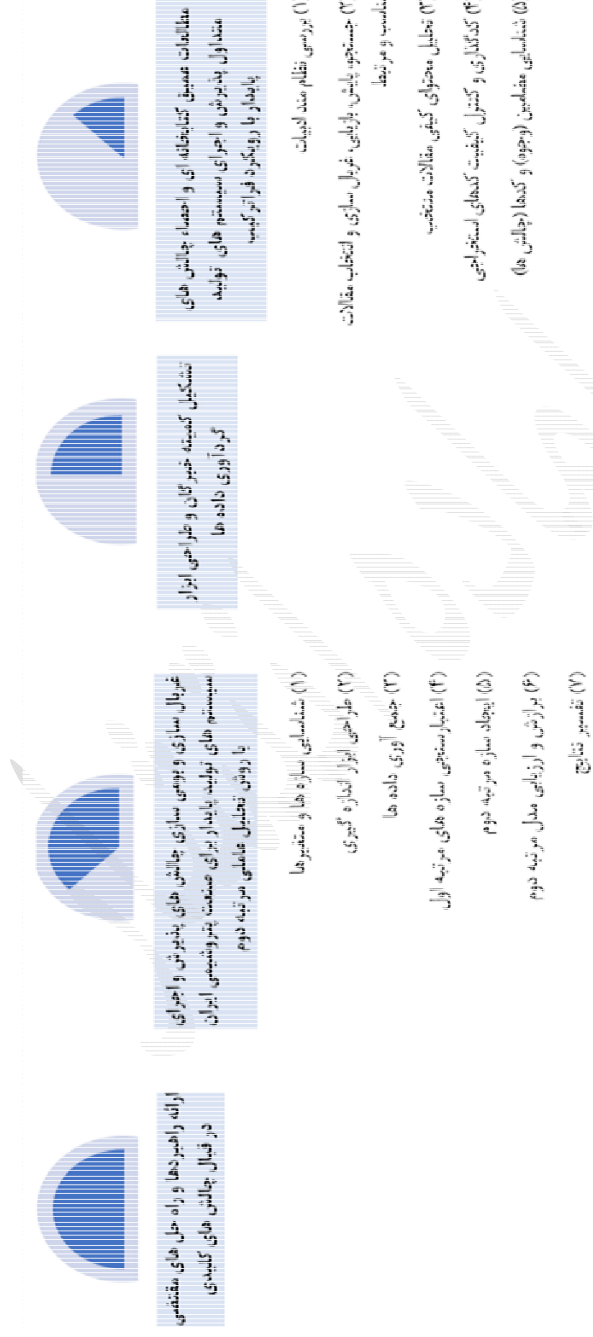 مطالعات عمیق کتابخانه ای و احصاء چالش های
متداول پذیرش و اجرای سیستم های تولید
پایدار با رویکرد فراترکیب
(۱) بررسی نظام مند ادبیات
(۲) جستجو، پایش، بازیابی، غربال سازی و انتخاب مقالات
مناسب و مرتبط
(۳) تحلیل محتوای کیفی مقالات منتخب
(۴) کدگذاری و کنترل کیفیت کدهای استخراجی
(۵) شناسایی مضامین (وجوه) و کدها (چالش ها)
تشکیل کمیته خبرگان و طراحی ابزار
گردآوری داده ها
غربال سازی و بومی سازی چالش های پذیرش و اجرای
سیستم های تولید پایدار برای صنعت پتروشیمی ایران
با روش تحلیل عاملی مرتبه دوم
(۱) شناسایی سازه ها و متغیرها
(۲) طراحی ابزار اندازه گیری
(۳) جمع آوری داده ها
(۴) اعتبارسنجی سازه های مرتبه اول
(۵) ایجاد سازه مرتبه دوم
(۶) برازش و ارزیابی مدل مرتبه دوم
(۷) تفسیر نتایج
ارائه راهبردها و راه حل های مقتضی
در قبال چالش های کلیدی